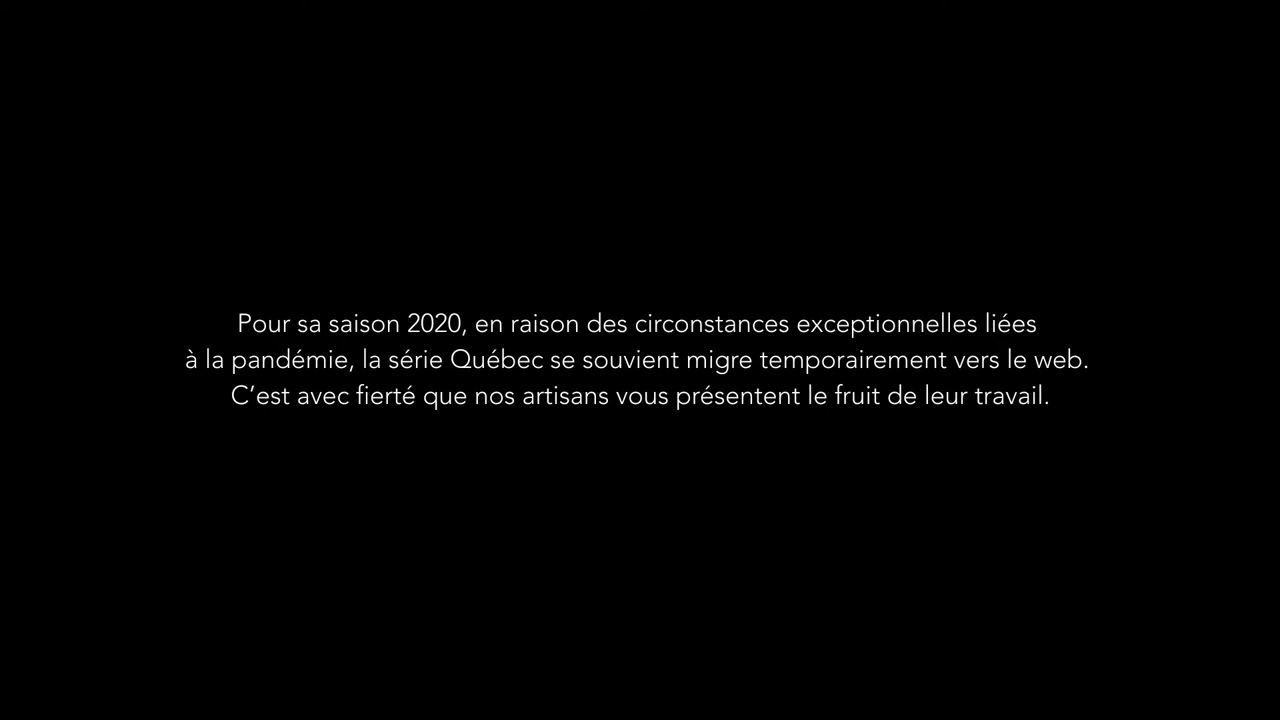 Pour sa saison 2020, en raison des circonstances exceptionnelles liées
à la pandémie, la série Québec se souvient migre temporairement vers le web.
C’est avec fierté que nos artisans vous présentent le fruit de leur travail.